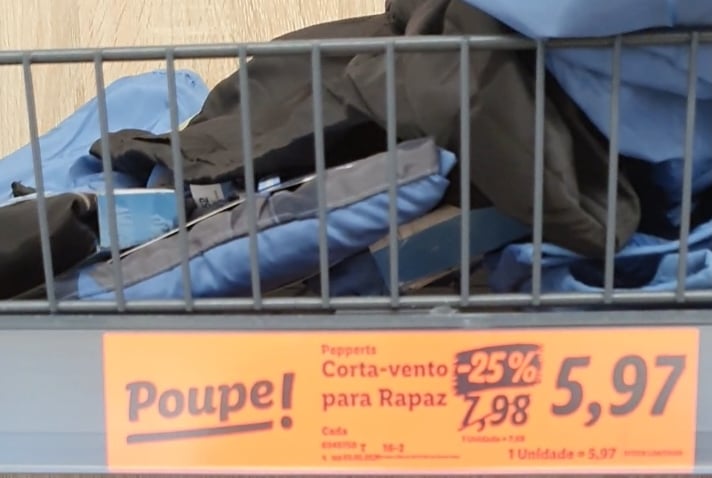 Poupe!
Pepperts
Corta-vento
para Rapaz
-25%
7,98
5,97
Cada
1 Unidade = 5,97